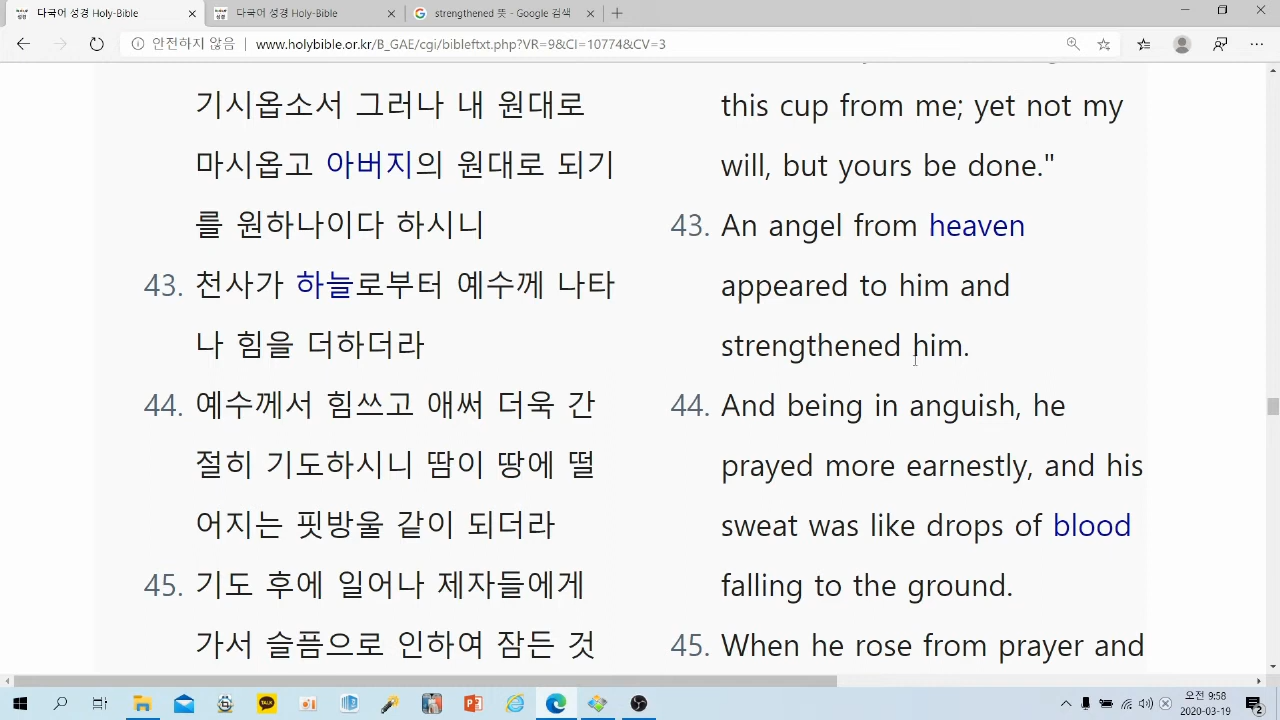 다국어 성경 Holy-Bible
다국어 성경 Holy-Bible
strengthened 뜻 - Google 검색
안전하지 않음
www.holybible.or.kr/B_GAE/cgi/bibleftxt.php?VR=9&CI=10774&CV=3
기시옵소서 그러나 내 원대로
마시옵고 아버지의 원대로 되기
를 원하나이다 하시니
43. 천사가 하늘로부터 예수께 나타
나 힘을 더하더라
44. 예수께서 힘쓰고 애써 더욱 간
절히 기도하시니 땀이 땅에 떨
어지는 핏방울 같이 되더라
45. 기도 후에 일어나 제자들에게
가서 슬픔으로 인하여 잠든 것
this cup from me; yet not my
will, but yours be done."
43. An angel from heaven
appeared to him and
strengthened him.
44. And being in anguish, he
prayed more earnestly, and his
sweat was like drops of blood
falling to the ground.
45. When he rose from prayer and
오전 9:58
2020-03-19